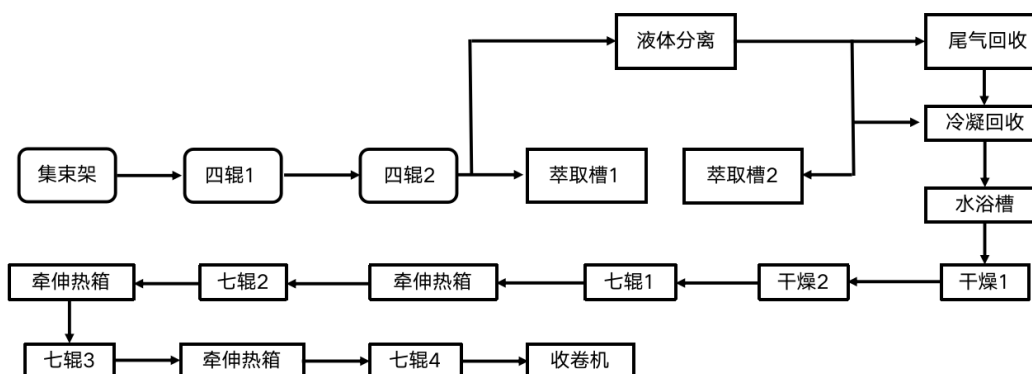 液体分离
尾气回收
冷凝回收
集束架
四辊1
四辊2
萃取槽1
萃取槽2
水浴槽
牵伸热箱
七辊2
牵伸热箱
七辊1
干燥2
干燥1
七辊3
牵伸热箱
七辊4
收卷机